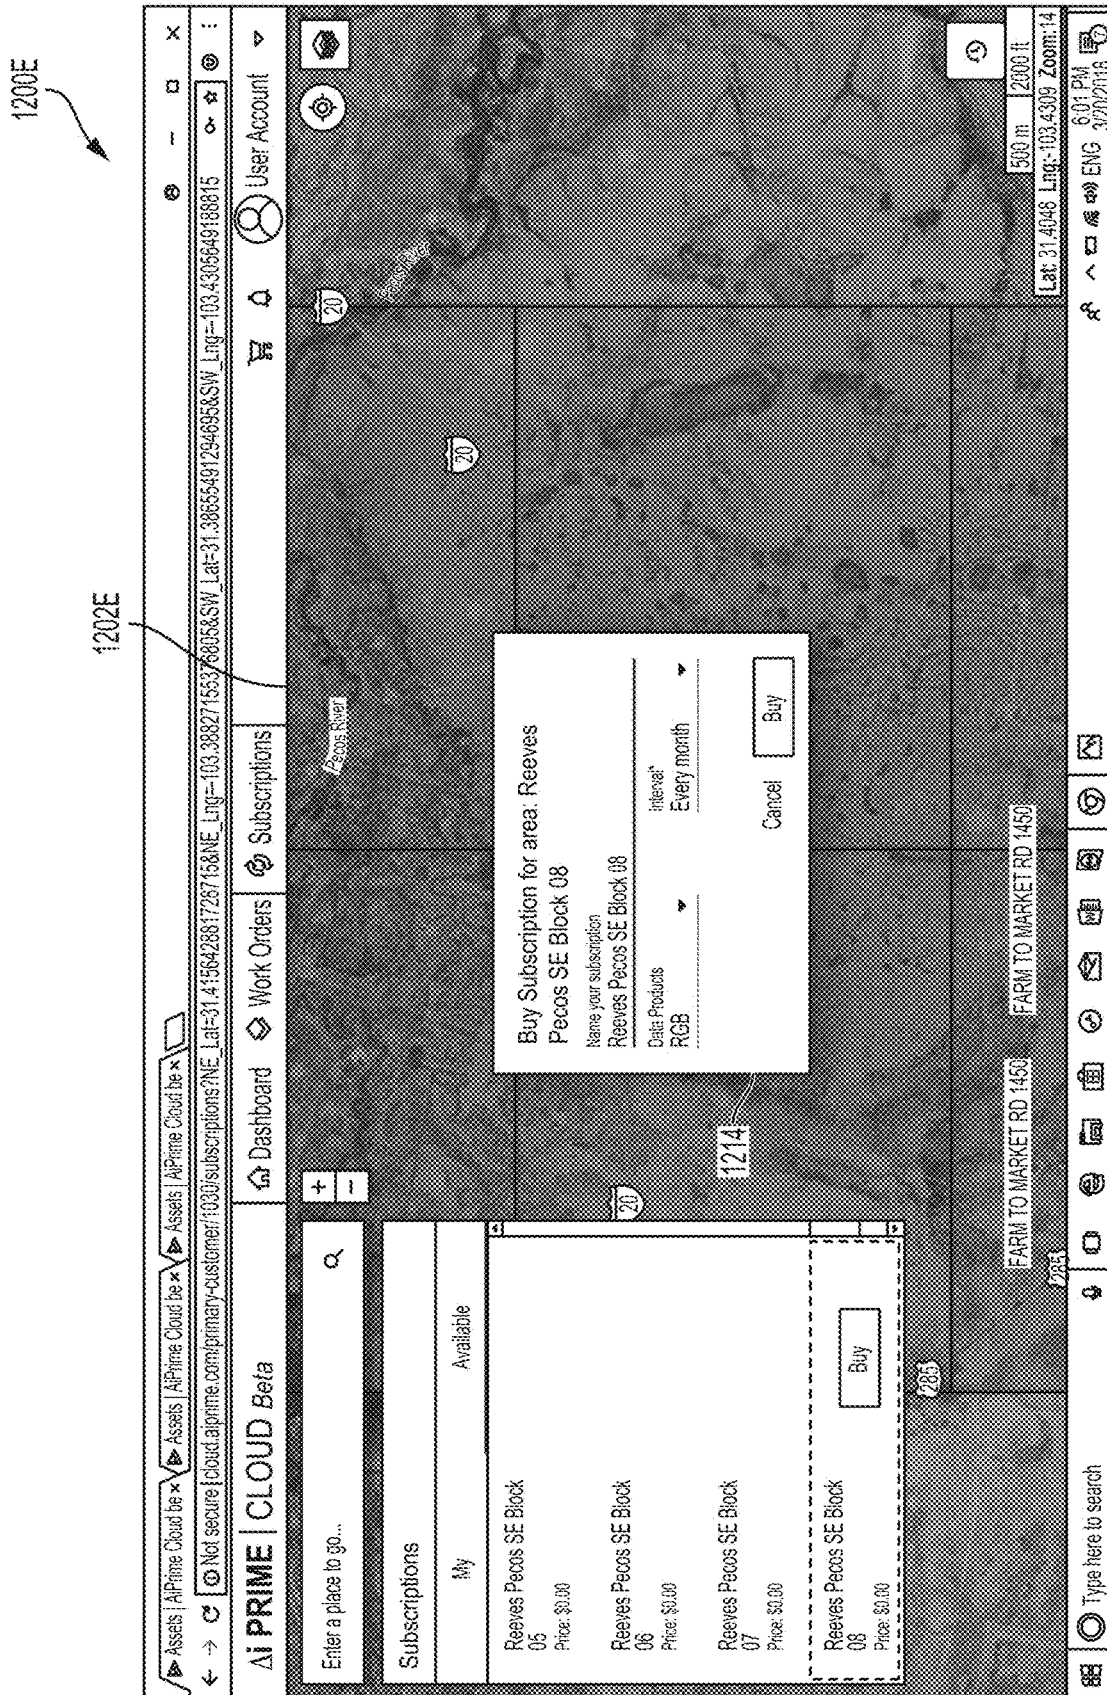 1200E
1202E
Assets | AiPrime Cloud be × Assets | AiPrime Cloud be × Assets | AiPrime Cloud be ×
Not secure | cloud.aiprime.com/primary-customer/1030/subscriptions?NE_Lat=31.415642881728715&NE_Lng=-103.38827155376805&SW_Lat=31.38655491294695&SW_Lng=-103.4305649188815
Ai PRIME | CLOUD Beta
Dashboard
Work Orders
Subscriptions
User Account
Enter a place to go...
+
−
Subscriptions
My
Available
Reeves Pecos SE Block
05
Price: $0.00
Reeves Pecos SE Block
06
Price: $0.00
Reeves Pecos SE Block
07
Price: $0.00
Reeves Pecos SE Block
08
Price: $0.00
Buy
Pecos River
20
Pecos River
20
20
1214
Buy Subscription for area: Reeves
Pecos SE Block 08
Name your subscription
Reeves Pecos SE Block 08
Data Products
RGB
Interval*
Every month
Cancel
Buy
285
285
FARM TO MARKET RD 1450
FARM TO MARKET RD 1450
500 m
2000 ft
Lat: 31.4048 Lng:-103.4309 Zoom:14
Type here to search
ENG
6:01 PM
3/20/2018